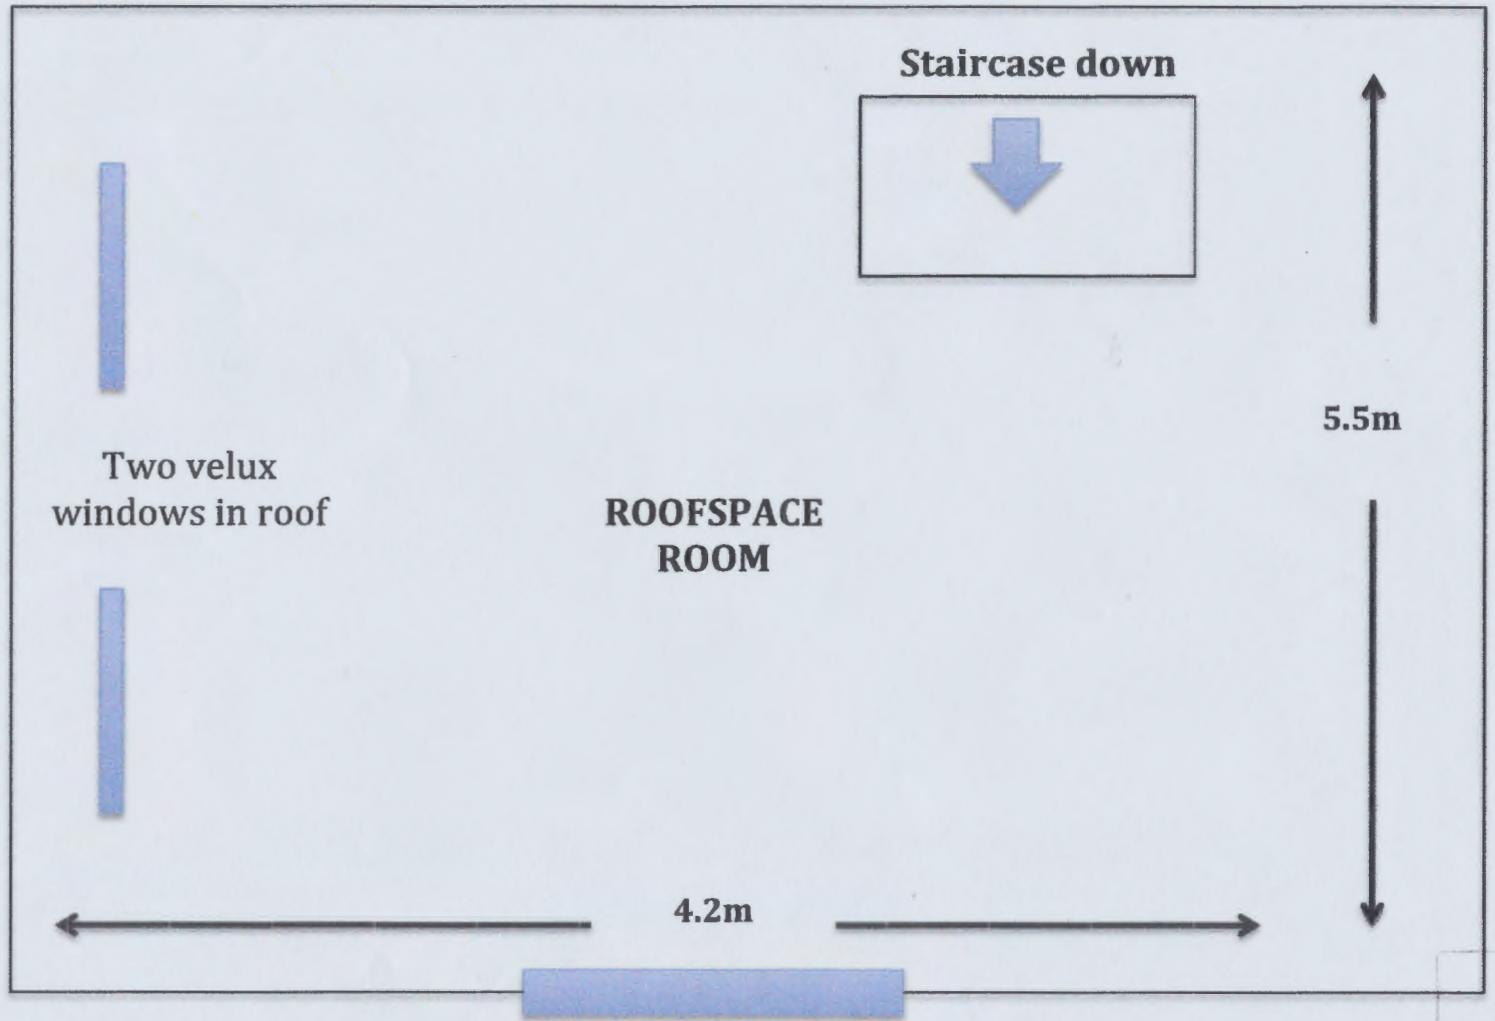 Staircase down
5.5m
Two velux
windows in roof
ROOFSPACE
ROOM
4.2m